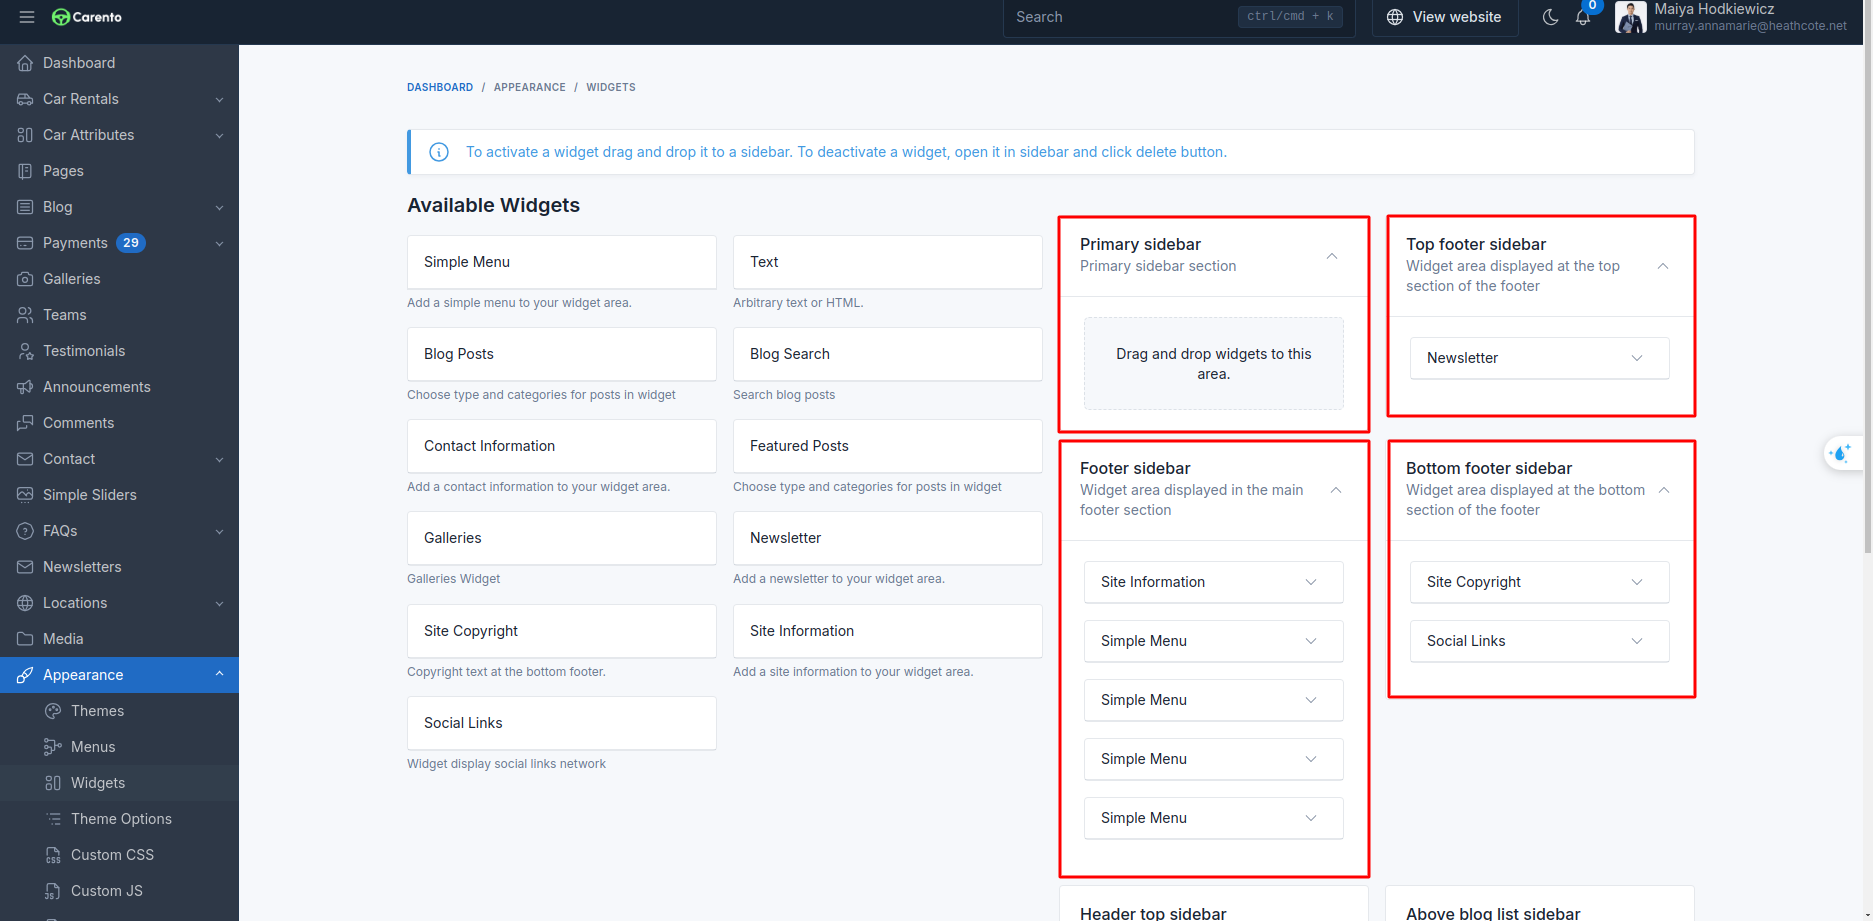 Carento
Search
ctrl/cmd + k
View website
0
Maiya Hodkiewicz
murray.annamarie@heathcote.net
Dashboard
Car Rentals
Car Attributes
Pages
Blog
Payments 29
Galleries
Teams
Testimonials
Announcements
Comments
Contact
Simple Sliders
FAQs
Newsletters
Locations
Media
Appearance
Themes
Menus
Widgets
Theme Options
Custom CSS
Custom JS
DASHBOARD / APPEARANCE / WIDGETS
To activate a widget drag and drop it to a sidebar. To deactivate a widget, open it in sidebar and click delete button.
Available Widgets
Simple Menu
Add a simple menu to your widget area.
Text
Arbitrary text or HTML.
Blog Posts
Choose type and categories for posts in widget
Blog Search
Search blog posts
Contact Information
Add a contact information to your widget area.
Featured Posts
Choose type and categories for posts in widget
Galleries
Galleries Widget
Newsletter
Add a newsletter to your widget area.
Site Copyright
Copyright text at the bottom footer.
Site Information
Add a site information to your widget area.
Social Links
Widget display social links network
Primary sidebar
Primary sidebar section
Drag and drop widgets to this
area.
Top footer sidebar
Widget area displayed at the top
section of the footer
Newsletter
Footer sidebar
Widget area displayed in the main
footer section
Site Information
Simple Menu
Simple Menu
Simple Menu
Simple Menu
Bottom footer sidebar
Widget area displayed at the bottom
section of the footer
Site Copyright
Social Links
Header top sidebar
Above blog list sidebar